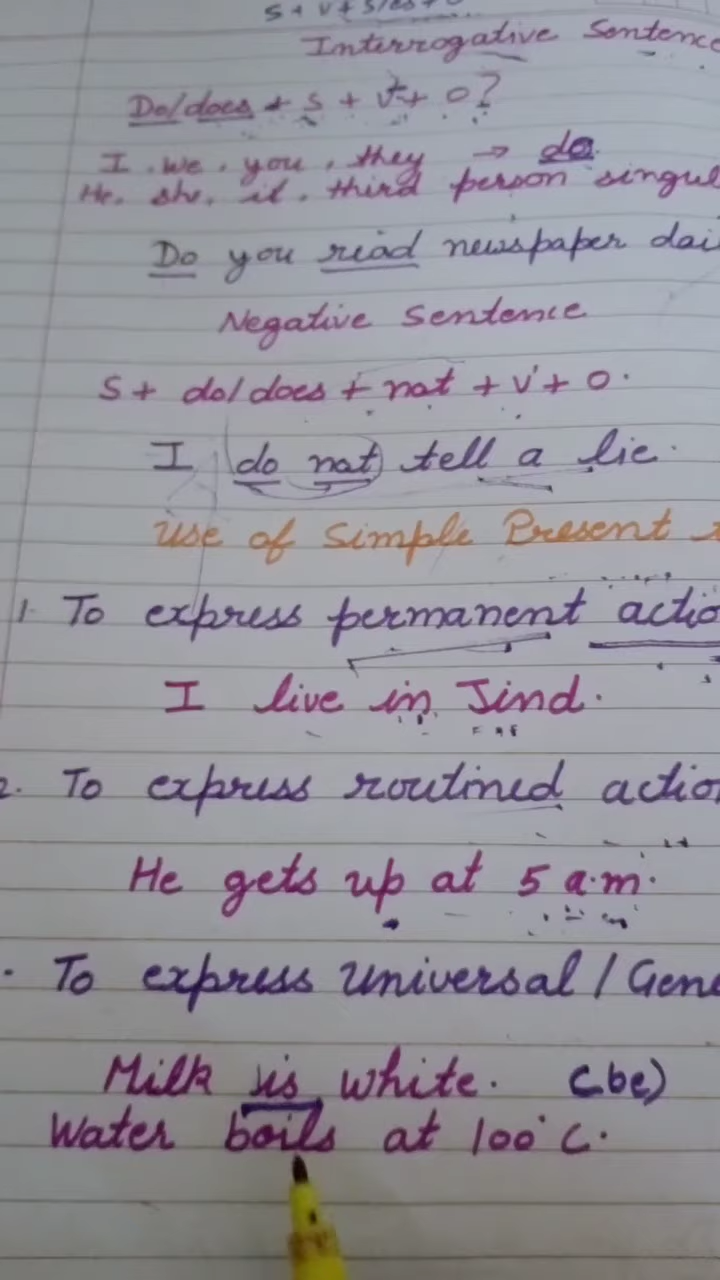 S + V + s/es + O
Interrogative Sentence
Do/does + S + V¹ + O?
I, we, you, they → do
He, she, it, third person singul
Do you read newspaper dai
Negative Sentence
S + do/does + not + V¹ + O.
I do not tell a lie.
Use of Simple Present
1. To express permanent actio
I live in Jind.
2. To express routined action
He gets up at 5 a.m.
. To express universal / Gene
Milk is white. (be)
Water boils at 100°C.